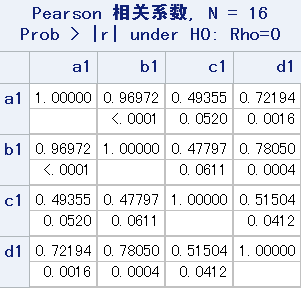 Pearson 相关系数, N = 16
Prob > |r| under H0: Rho=0
a1 b1 c1 d1
a1 1.00000 0.96972 0.49355 0.72194
<.0001 0.0520 0.0016
b1 0.96972 1.00000 0.47797 0.78050
<.0001 0.0611 0.0004
c1 0.49355 0.47797 1.00000 0.51504
0.0520 0.0611 0.0412
d1 0.72194 0.78050 0.51504 1.00000
0.0016 0.0004 0.0412